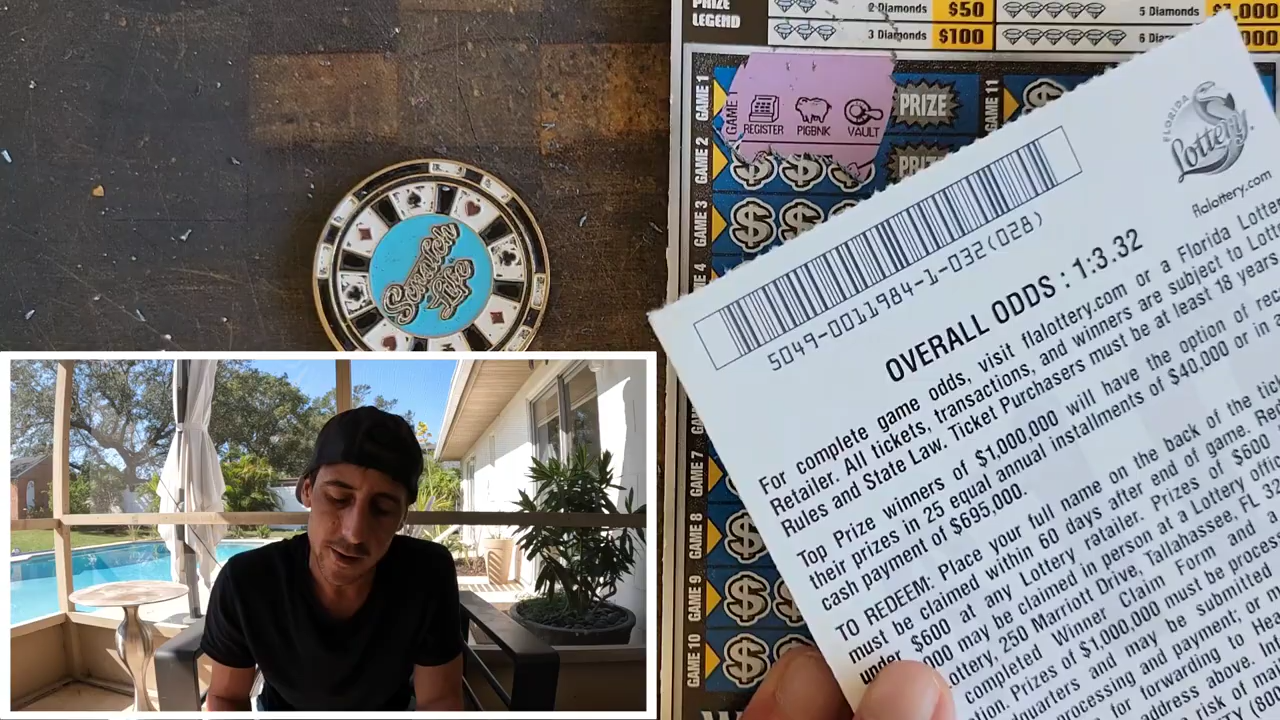 PRIZE
LEGEND
2 Diamonds $50
3 Diamonds $100
5 Diamonds
GAME 1
GAME 1
REGISTER PIGBNK VAULT
PRIZE
GAME 11
GAME 2
GAME 3
GAME 7
GAME 8
GAME 9
GAME 10
Scratch
Life
FLORIDA
Lottery
flalottery.com
5049-0011984-1-032(028)
OVERALL ODDS : 1:3.32
For complete game odds, visit flalottery.com or a Florida
Retailer. All tickets, transactions, and winners are subject to
Rules and State Law. Ticket Purchasers must be at least 18 years
Top Prize winners of $1,000,000 will have the option of
their prizes in 25 equal annual installments of $40,000 or in
cash payment of $695,000.
TO REDEEM: Place your full name on the back of the
must be claimed within 60 days after end of game.
under $600 at any Lottery retailer. Prizes of $600
may be claimed in person at a Lottery
250 Marriott Drive, Tallahassee, FL
completed Winner Claim Form and
Prizes of $1,000,000 must be
and may be submitted
processing and payment; or
for forwarding to
address above.
risk of